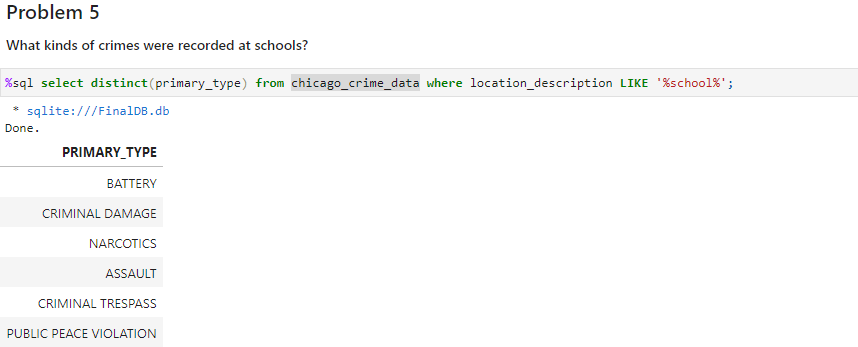 Problem 5
What kinds of crimes were recorded at schools?
%sql select distinct(primary_type) from chicago_crime_data where location_description LIKE '%school%';
* sqlite:///FinalDB.db
Done.
PRIMARY_TYPE
BATTERY
CRIMINAL DAMAGE
NARCOTICS
ASSAULT
CRIMINAL TRESPASS
PUBLIC PEACE VIOLATION